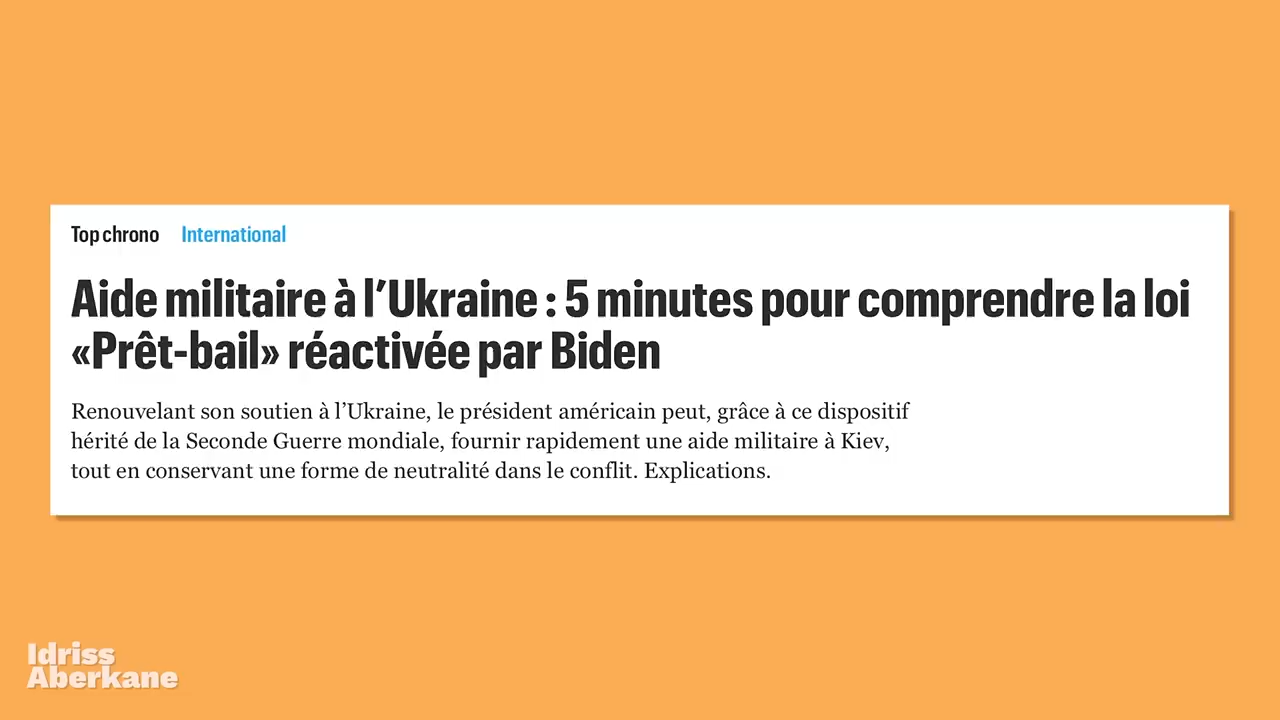 Top chrono International
Aide militaire à l’Ukraine : 5 minutes pour comprendre la loi
«Prêt-bail» réactivée par Biden
Renouvelant son soutien à l’Ukraine, le président américain peut, grâce à ce dispositif
hérité de la Seconde Guerre mondiale, fournir rapidement une aide militaire à Kiev,
tout en conservant une forme de neutralité dans le conflit. Explications.
Idriss
Aberkane